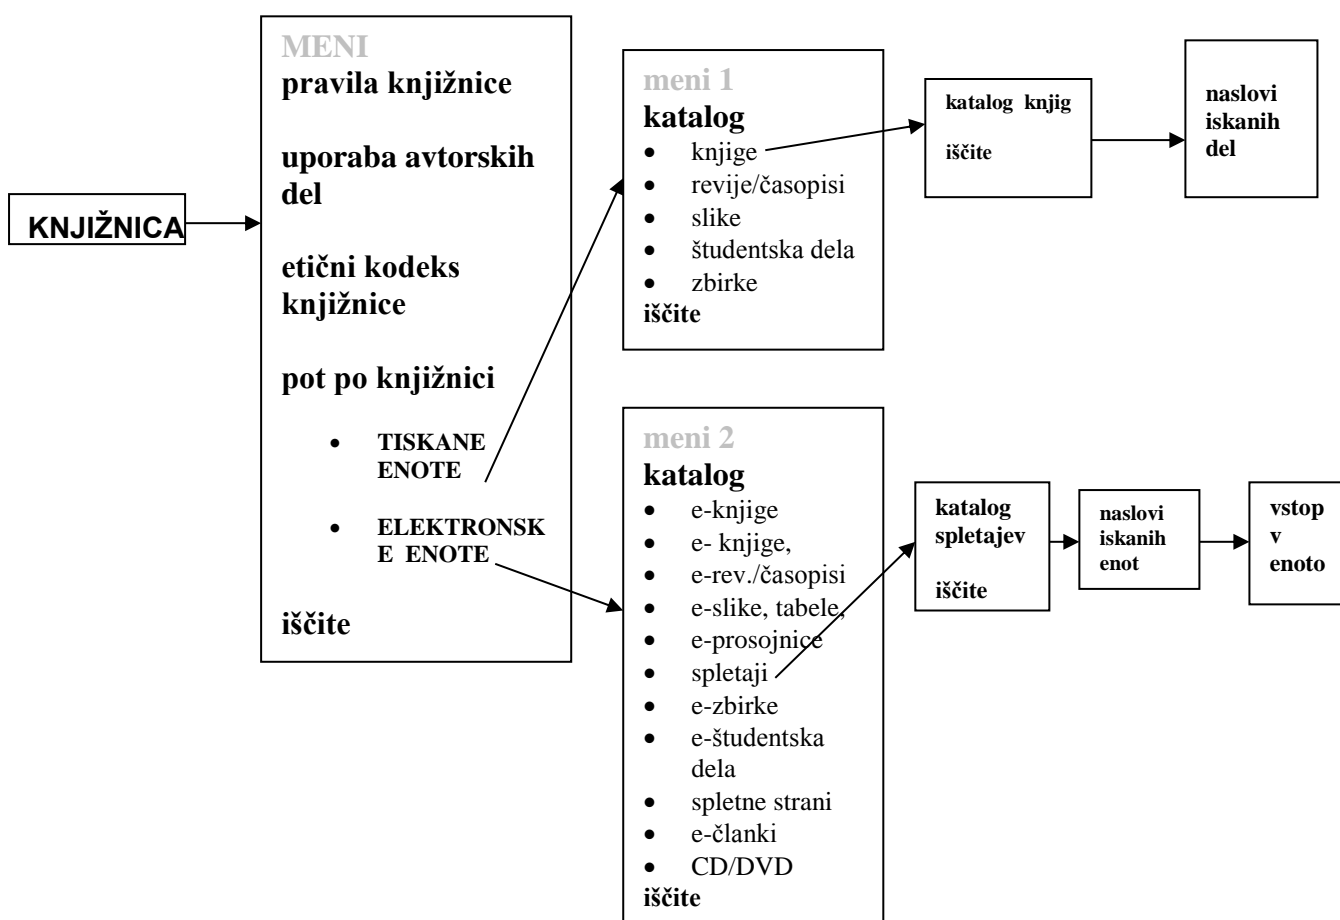 KNJIŽNICA
MENI
pravila knjižnice
uporaba avtorskih
del
etični kodeks
knjižnice
pot po knjižnici
• TISKANE
ENOTE
• ELEKTRONSK
E ENOTE
iščite
meni 1
katalog
• knjige
• revije/časopisi
• slike
• študentska dela
• zbirke
iščite
katalog knjig
iščite
naslovi
iskanih
del
meni 2
katalog
• e-knjige
• e- knjige,
• e-rev./časopisi
• e-slike, tabele,
• e-prosojnice
• spletaji
• e-zbirke
• e-študentska
dela
• spletne strani
• e-članki
• CD/DVD
iščite
katalog
spletajev
iščite
naslovi
iskanih
enot
vstop
v
enoto